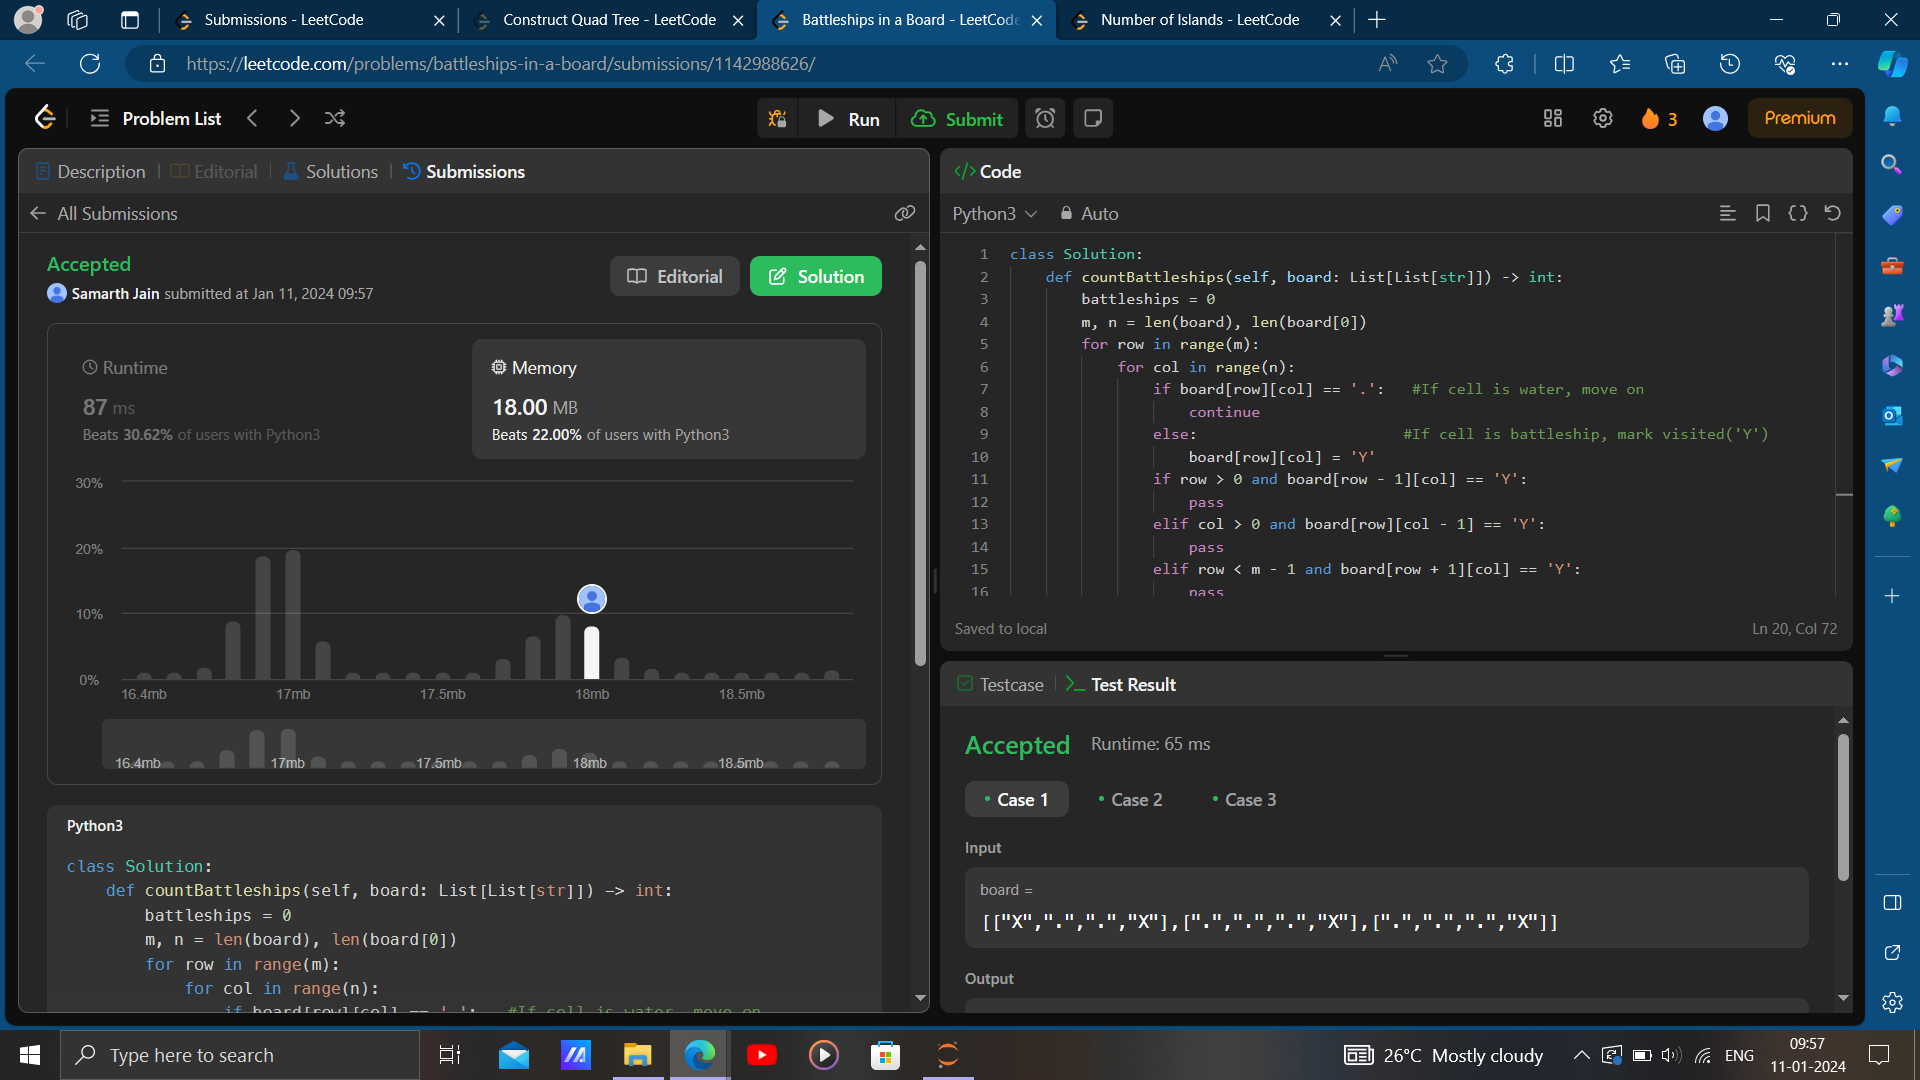 Submissions - LeetCode
Construct Quad Tree - LeetCode
Battleships in a Board - LeetCode
Number of Islands - LeetCode
https://leetcode.com/problems/battleships-in-a-board/submissions/1142988626/
Problem List
Run
Submit
3
Premium
Description
Editorial
Solutions
Submissions
All Submissions
Accepted
Samarth Jain submitted at Jan 11, 2024 09:57
Editorial
Solution
Runtime
87 ms
Beats 30.62% of users with Python3
Memory
18.00 MB
Beats 22.00% of users with Python3
30%
20%
10%
0%
16.4mb 17mb 17.5mb 18mb 18.5mb
16.4mb 17mb 17.5mb 18mb 18.5mb
Python3
class Solution:
def countBattleships(self, board: List[List[str]]) -> int:
battleships = 0
m, n = len(board), len(board[0])
for row in range(m):
for col in range(n):
if board[row][col] == '.': #If cell is water, move on
</> Code
Python3
Auto
1 class Solution:
2 def countBattleships(self, board: List[List[str]]) -> int:
3 battleships = 0
4 m, n = len(board), len(board[0])
5 for row in range(m):
6 for col in range(n):
7 if board[row][col] == '.': #If cell is water, move on
8 continue
9 else: #If cell is battleship, mark visited('Y')
10 board[row][col] = 'Y'
11 if row > 0 and board[row - 1][col] == 'Y':
12 pass
13 elif col > 0 and board[row][col - 1] == 'Y':
14 pass
15 elif row < m - 1 and board[row + 1][col] == 'Y':
16 pass
Saved to local
Ln 20, Col 72
Testcase
Test Result
Accepted Runtime: 65 ms
Case 1
Case 2
Case 3
Input
board =
[["X",".",".","X"],[".",".",".","X"],[".",".",".","X"]]
Output
Type here to search
26°C Mostly cloudy
ENG
09:57
11-01-2024